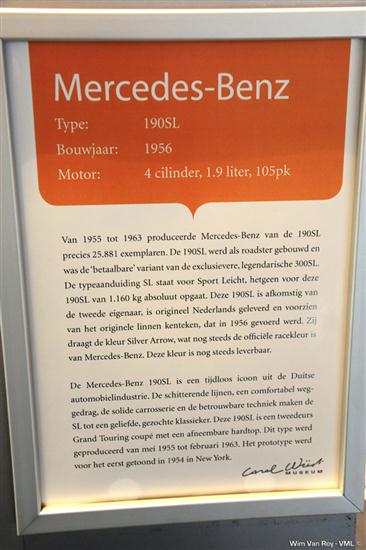 Mercedes-Benz
Type: 190SL
Bouwjaar: 1956
Motor: 4 cilinder, 1.9 liter, 105pk
Van 1955 tot 1963 produceerde Mercedes-Benz van de 190SL
precies 25.881 exemplaren. De 190SL werd als roadster gebouwd en
was de 'betaalbare' variant van de exclusievere, legendarische 300SL.
De typeaanduiding SL staat voor Sport Leicht, hetgeen voor deze
190SL van 1.160 kg absoluut opgaat. Deze 190SL is afkomstig van
de tweede eigenaar, is origineel Nederlands geleverd en voorzien
van het originele linnen kenteken, dat in 1956 gevoerd werd. Zij
draagt de kleur Silver Arrow, wat nog steeds de officiële racekleur is
van Mercedes-Benz. Deze kleur is nog steeds leverbaar.
De Mercedes-Benz 190SL is een tijdloos icoon uit de Duitse
automobielindustrie. De schitterende lijnen, een comfortabel weg-
gedrag, de solide carrosserie en de betrouwbare techniek maken de
SL tot een geliefde, gezochte klassieker. Deze 190SL is een tweedeurs
Grand Touring coupé met een afneembare hardtop. Dit type werd
geproduceerd van mei 1955 tot februari 1963. Het prototype werd
voor het eerst getoond in 1954 in New York.
Carel Wüst
MUSEUM
Wim Van Roy - VML ©